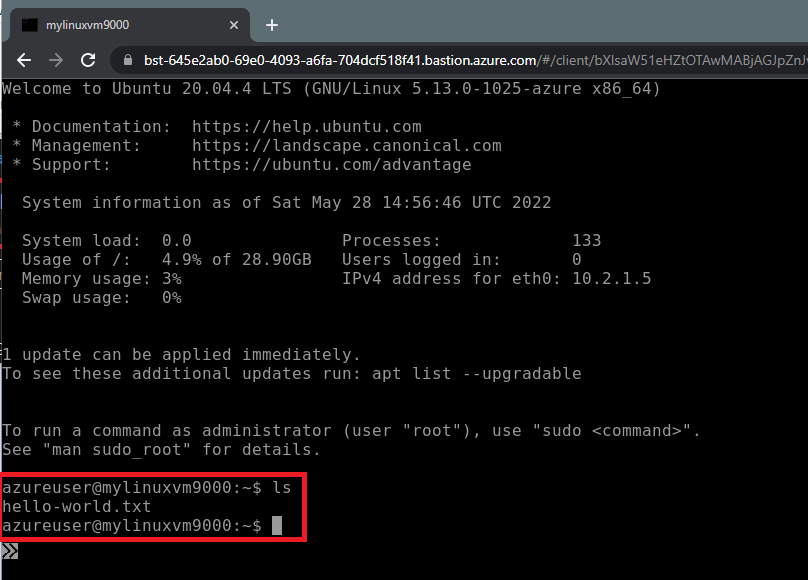 mylinuxvm9000
bst-645e2ab0-69e0-4093-a6fa-704dcf518f41.bastion.azure.com/#/client/bXlsaW51eHZtOTAwMABjAGJpZnJv
Welcome to Ubuntu 20.04.4 LTS (GNU/Linux 5.13.0-1025-azure x86_64)
* Documentation:  https://help.ubuntu.com
* Management:     https://landscape.canonical.com
* Support:        https://ubuntu.com/advantage
System information as of Sat May 28 14:56:46 UTC 2022
System load:  0.0               Processes:             133
Usage of /:   4.9% of 28.90GB   Users logged in:       0
Memory usage: 3%                IPv4 address for eth0: 10.2.1.5
Swap usage:   0%
1 update can be applied immediately.
To see these additional updates run: apt list --upgradable
To run a command as administrator (user "root"), use "sudo <command>".
See "man sudo_root" for details.
azureuser@mylinuxvm9000:~$ ls
hello-world.txt
azureuser@mylinuxvm9000:~$